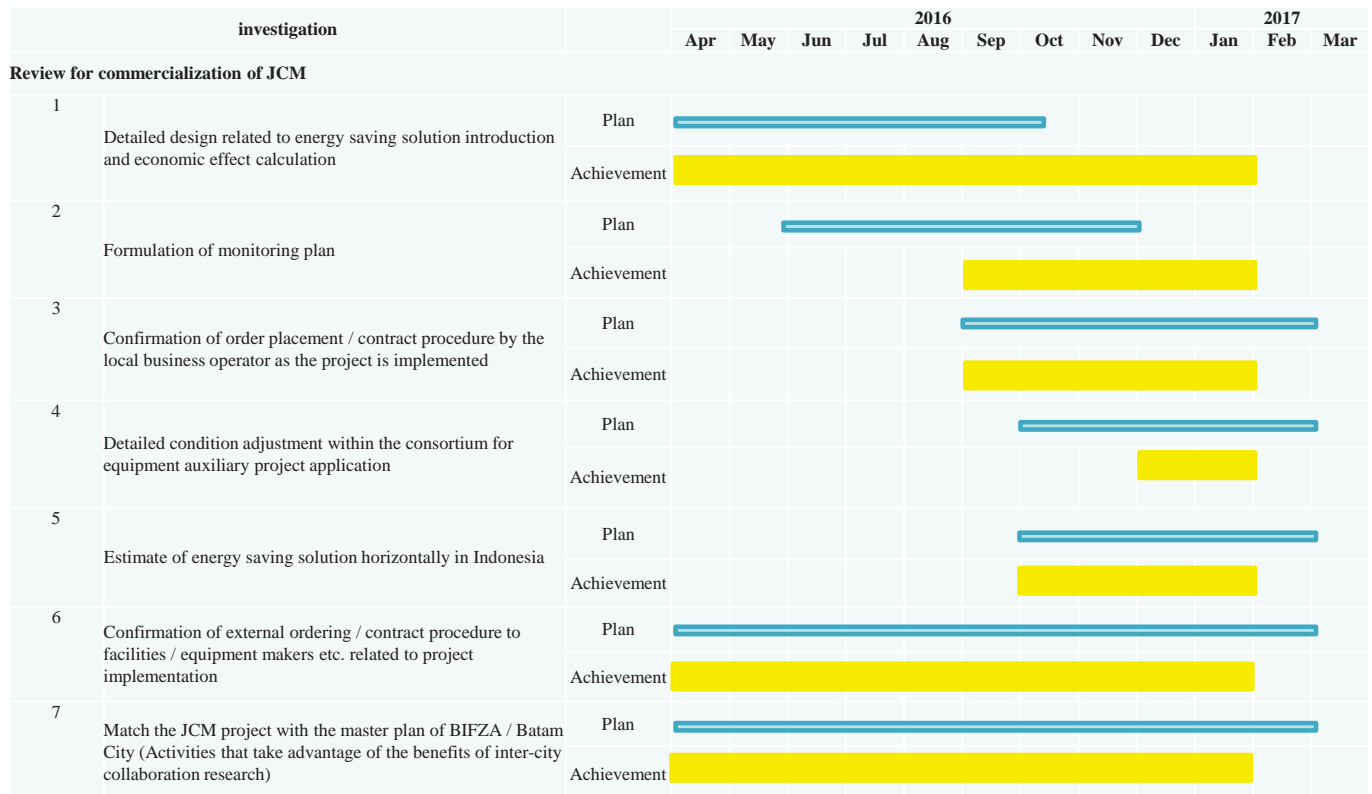 investigation
2016 2017
Apr May Jun Jul Aug Sep Oct Nov Dec Jan Feb Mar
Review for commercialization of JCM
1
Detailed design related to energy saving solution introduction
and economic effect calculation
Plan
Achievement
2
Formulation of monitoring plan
Plan
Achievement
3
Confirmation of order placement / contract procedure by the
local business operator as the project is implemented
Plan
Achievement
4
Detailed condition adjustment within the consortium for
equipment auxiliary project application
Plan
Achievement
5
Estimate of energy saving solution horizontally in Indonesia
Plan
Achievement
6
Confirmation of external ordering / contract procedure to
facilities / equipment makers etc. related to project
implementation
Plan
Achievement
7
Match the JCM project with the master plan of BIFZA / Batam
City (Activities that take advantage of the benefits of inter-city
collaboration research)
Plan
Achievement